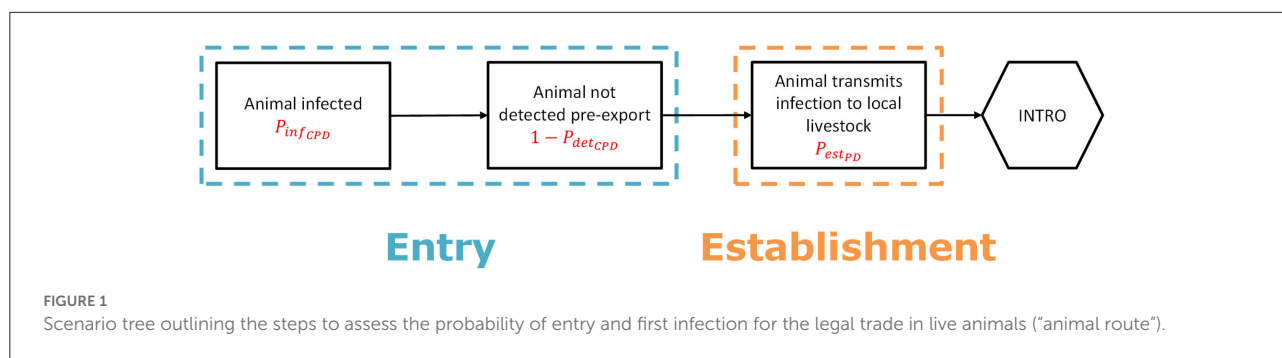 Animal infected
P_inf_CPD
Animal not
detected pre-export
1 − P_det_CPD
Animal transmits
infection to local
livestock
P_est_PD
INTRO
Entry
Establishment
FIGURE 1
Scenario tree outlining the steps to assess the probability of entry and first infection for the legal trade in live animals (“animal route”).